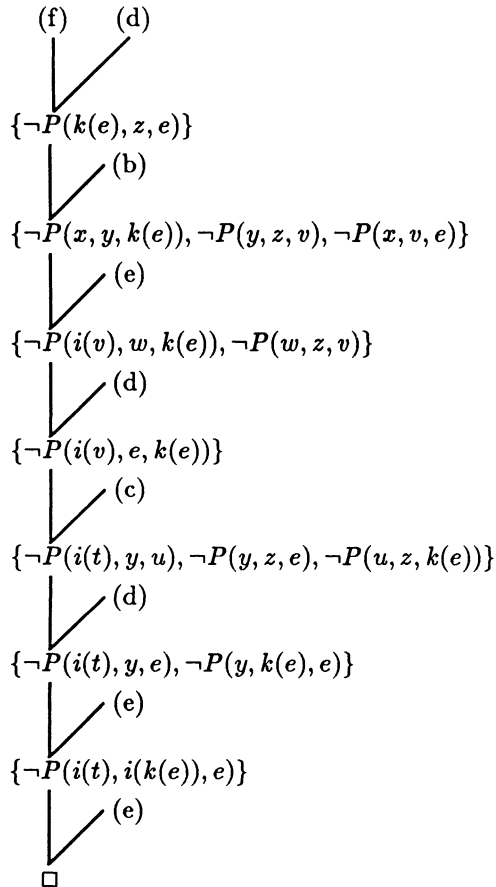 (f) (d)
{¬P(k(e), z, e)}
(b)
{¬P(x, y, k(e)), ¬P(y, z, v), ¬P(x, v, e)}
(e)
{¬P(i(v), w, k(e)), ¬P(w, z, v)}
(d)
{¬P(i(v), e, k(e))}
(c)
{¬P(i(t), y, u), ¬P(y, z, e), ¬P(u, z, k(e))}
(d)
{¬P(i(t), y, e), ¬P(y, k(e), e)}
(e)
{¬P(i(t), i(k(e)), e)}
(e)
□